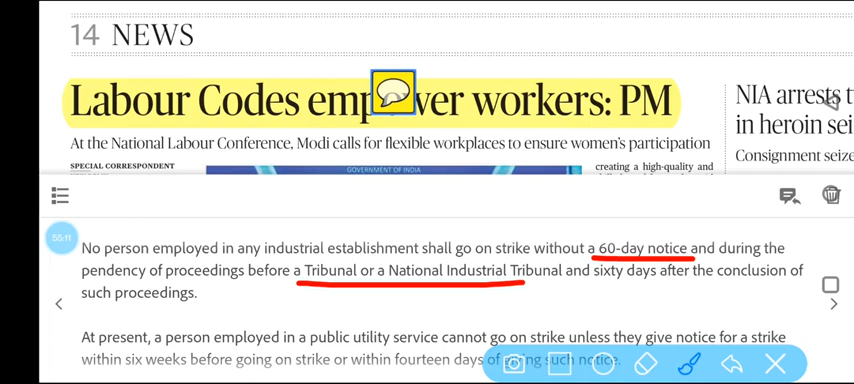 14 NEWS
Labour Codes empower workers: PM
NIA arrests
in heroin sei
At the National Labour Conference, Modi calls for flexible workplaces to ensure women's participation
Consignment seize
SPECIAL CORRESPONDENT
GOVERNMENT OF INDIA
creating a high-quality and
55:11
No person employed in any industrial establishment shall go on strike without a 60-day notice and during the
pendency of proceedings before a Tribunal or a National Industrial Tribunal and sixty days after the conclusion of
such proceedings.
At present, a person employed in a public utility service cannot go on strike unless they give notice for a strike
within six weeks before going on strike or within fourteen days of giving such notice.